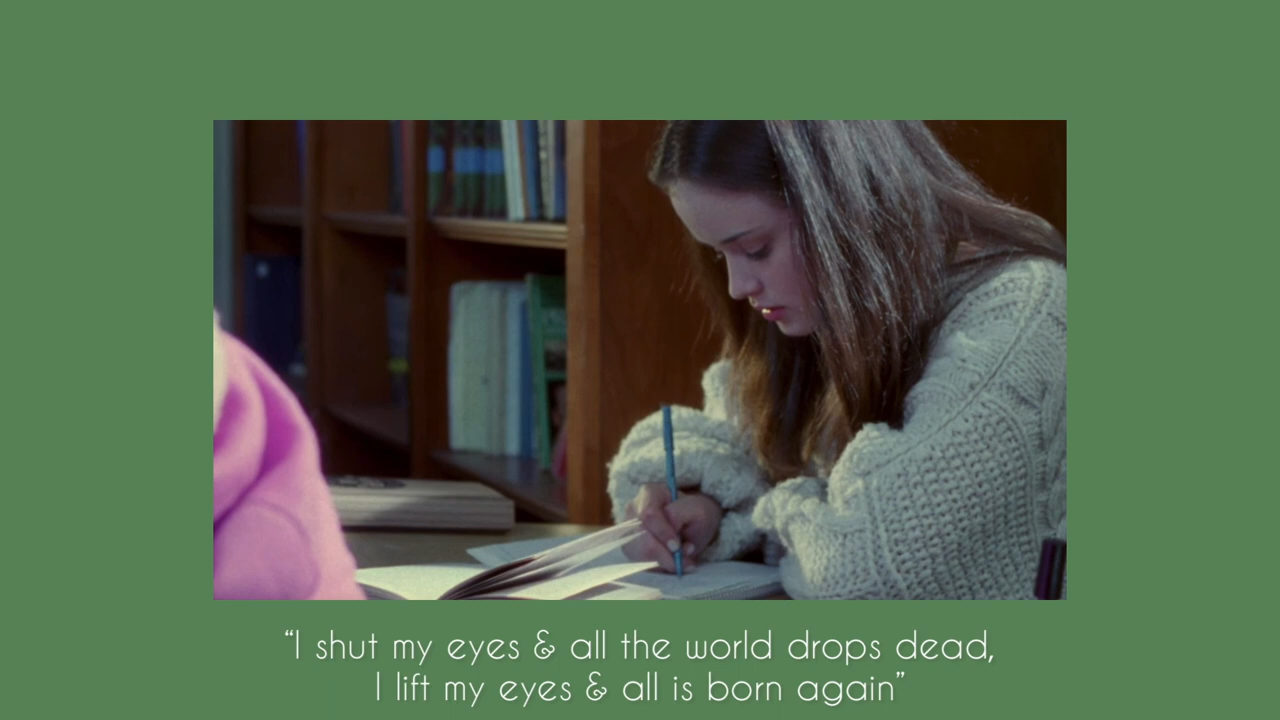 “I shut my eyes & all the world drops dead,
I lift my eyes & all is born again”